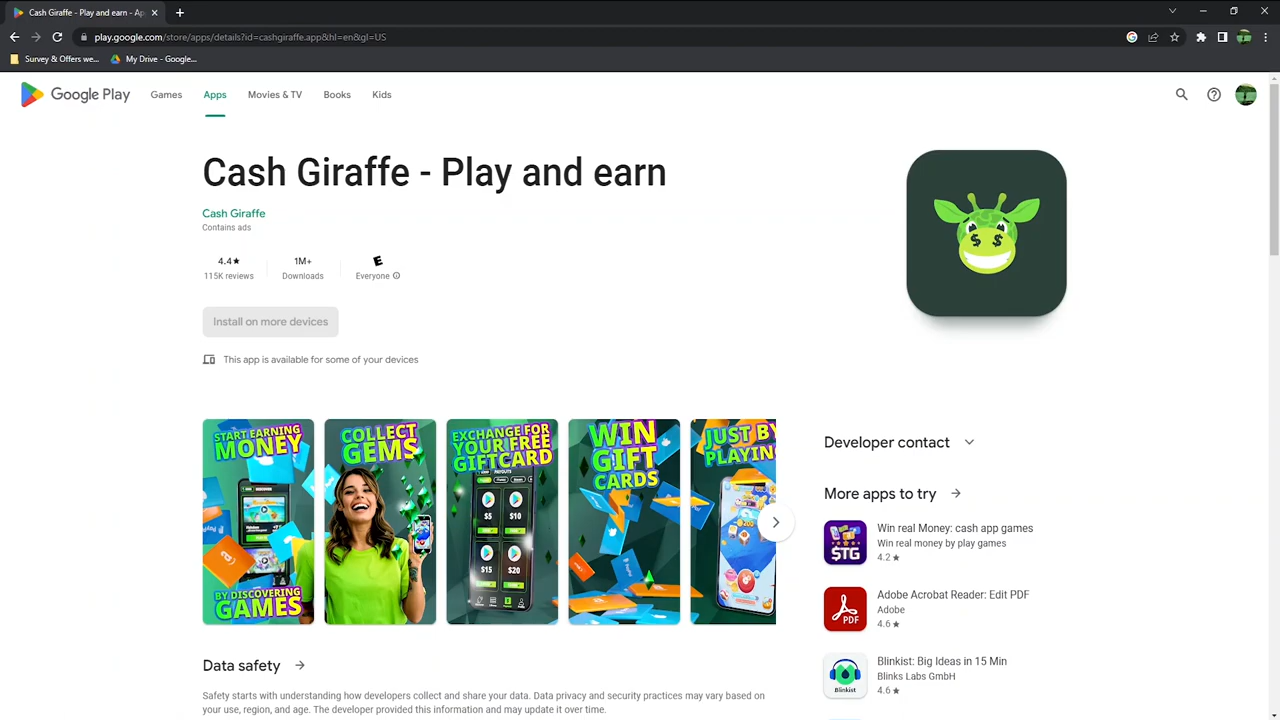 Cash Giraffe - Play and earn - Ap
play.google.com/store/apps/details?id=cashgiraffe.app&hl=en&gl=US
Survey & Offers we...
My Drive - Google...
Google Play
Games
Apps
Movies & TV
Books
Kids
Cash Giraffe - Play and earn
Cash Giraffe
Contains ads
4.4★
115K reviews
1M+
Downloads
E
Everyone
Install on more devices
This app is available for some of your devices
START EARNING
MONEY
BY DISCOVERING
GAMES
COLLECT
GEMS
EXCHANGE FOR
YOUR FREE
GIFTCARD
PAYOUTS
$5
$10
$15
$20
WIN
GIFT
CARDS
JUST BY
PLAYING
Developer contact
More apps to try
$TG
Win real Money: cash app games
Win real money by play games
4.2★
PDF
Adobe Acrobat Reader: Edit PDF
Adobe
4.6★
Blinkist
Blinkist: Big Ideas in 15 Min
Blinks Labs GmbH
4.6★
Data safety
Safety starts with understanding how developers collect and share your data. Data privacy and security practices may vary based on
your use, region, and age. The developer provided this information and may update it over time.